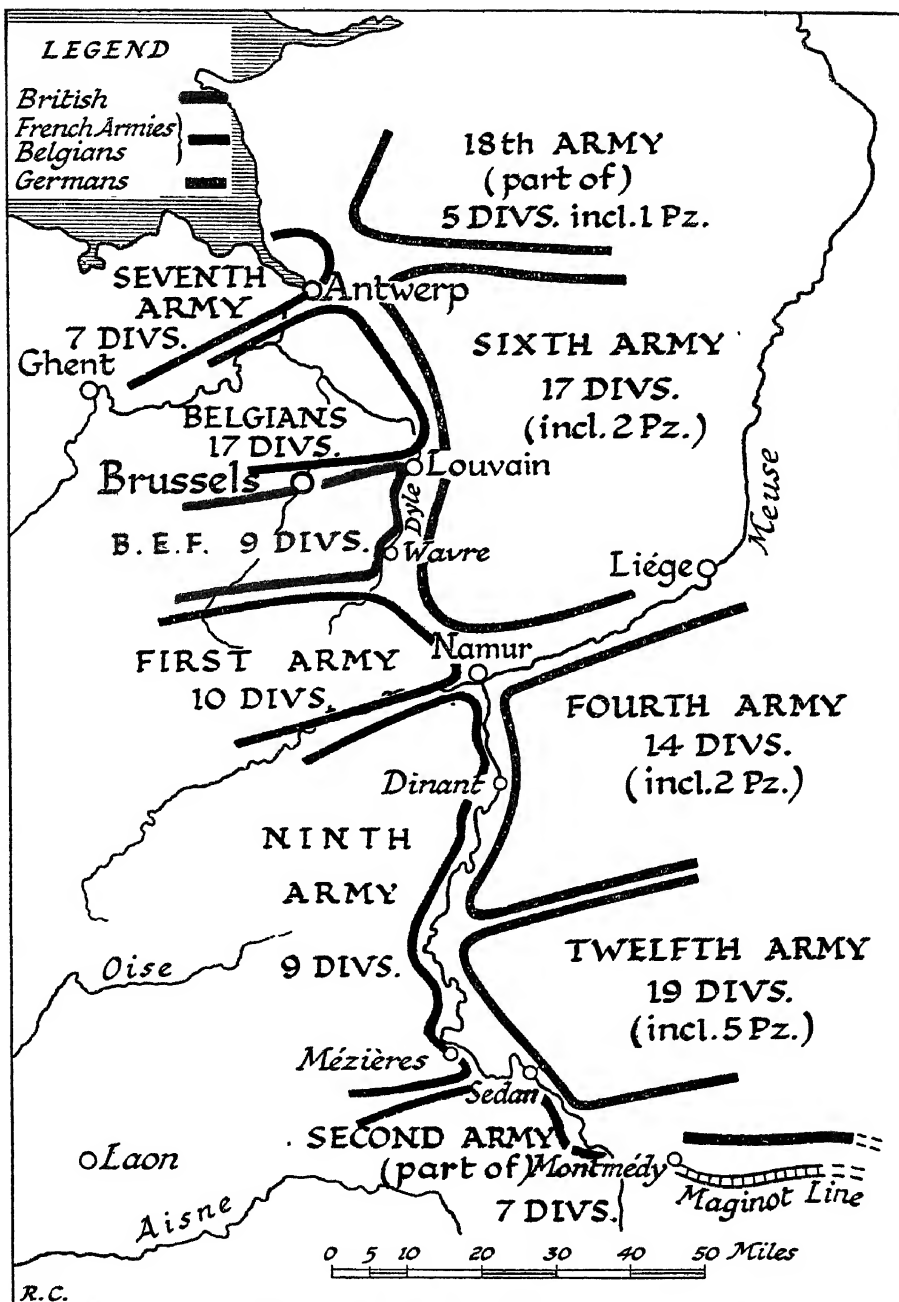 LEGEND
British
French Armies
Belgians
Germans
18th ARMY
(part of)
5 DIVS. incl. 1 Pz.
SEVENTH
ARMY
7 DIVS.
Antwerp
Ghent
SIXTH ARMY
17 DIVS.
(incl. 2 Pz.)
BELGIANS
17 DIVS.
Brussels
Louvain
Dyle
Meuse
B.E.F. 9 DIVS.
Wavre
Liége
Namur
FIRST ARMY
10 DIVS.
FOURTH ARMY
14 DIVS.
(incl. 2 Pz.)
Dinant
NINTH
ARMY
9 DIVS.
TWELFTH ARMY
19 DIVS.
(incl. 5 Pz.)
Oise
Mézières
Sedan
SECOND ARMY
(part of)
7 DIVS.
Montmédy
Maginot Line
Laon
Aisne
0 5 10 20 30 40 50 Miles
R.C.